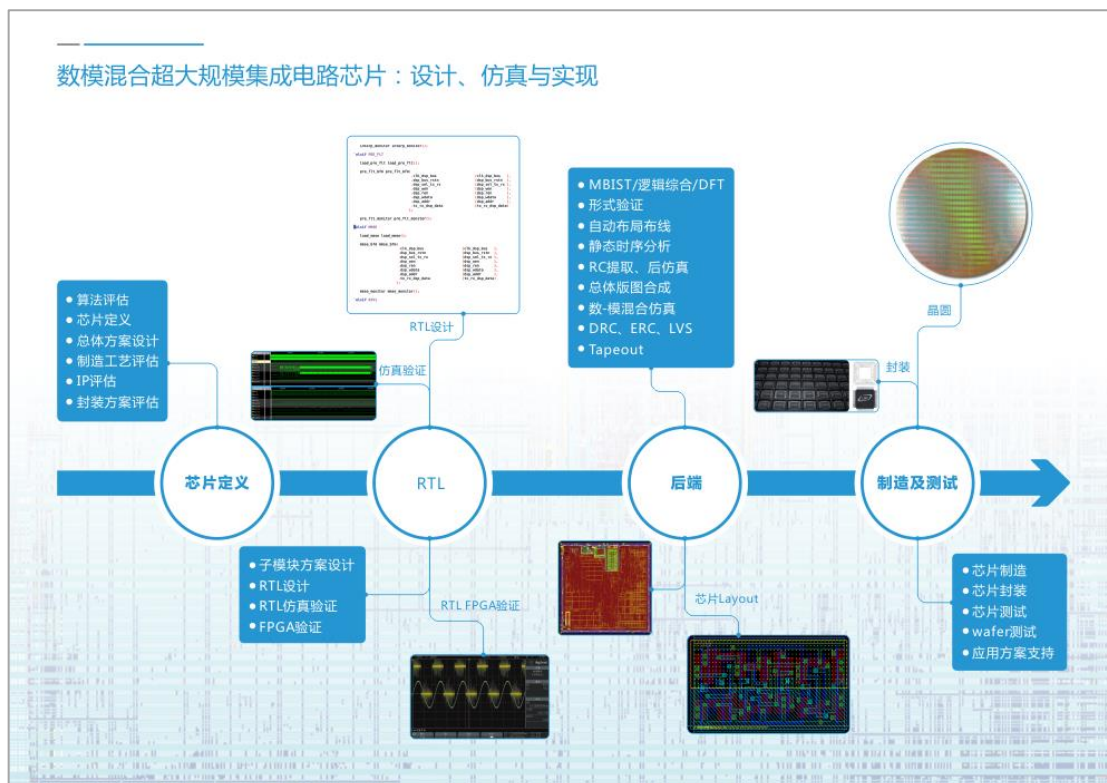 数模混合超大规模集成电路芯片：设计、仿真与实现
RTL设计
仿真验证
● 算法评估
● 芯片定义
● 总体方案设计
● 制造工艺评估
● IP评估
● 封装方案评估
● MBIST/逻辑综合/DFT
● 形式验证
● 自动布局布线
● 静态时序分析
● RC提取、后仿真
● 总体版图合成
● 数-模混合仿真
● DRC、ERC、LVS
● Tapeout
晶圆
封装
芯片定义
RTL
后端
制造及测试
● 子模块方案设计
● RTL设计
● RTL仿真验证
● FPGA验证
RTL FPGA验证
芯片Layout
● 芯片制造
● 芯片封装
● 芯片测试
● wafer测试
● 应用方案支持